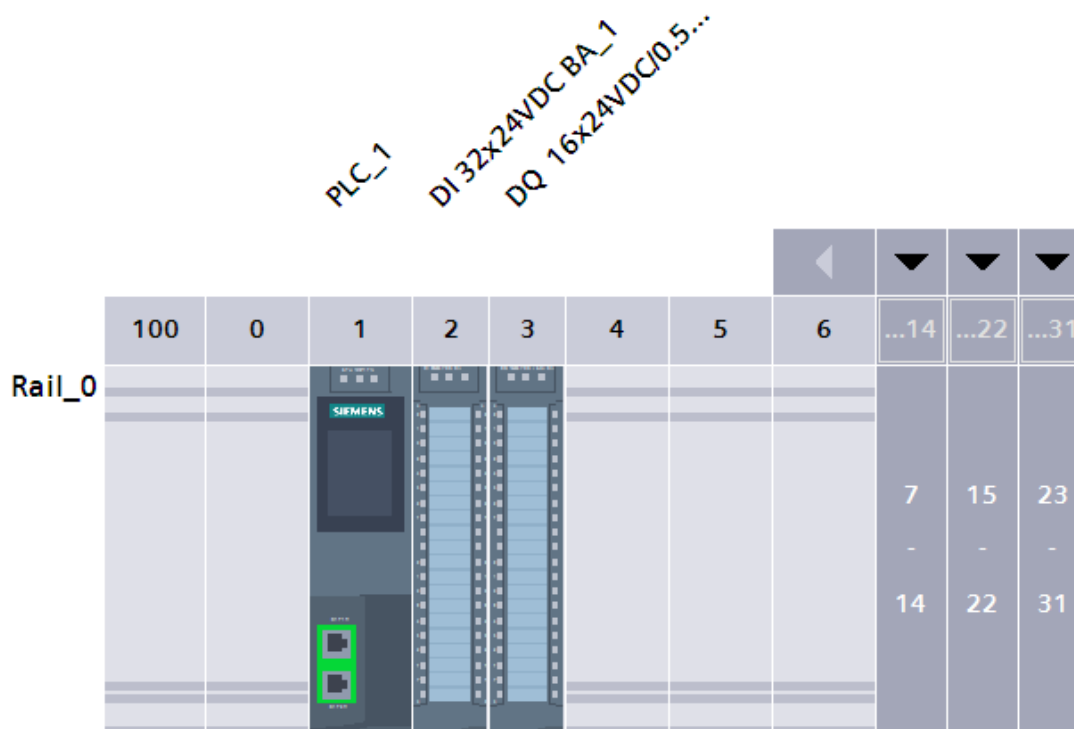 PLC_1
DI 32x24VDC BA_1
DQ 16x24VDC/0.5...
100 0 1 2 3 4 5 6 ...14 ...22 ...31
Rail_0
SIEMENS
7 15 23
- - -
14 22 31